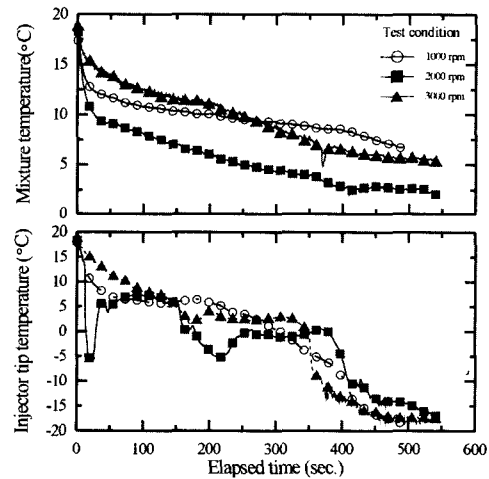 20
15
10
5
0
Mixture temperature(°C)
Test condition
1000 rpm
2000 rpm
3000 rpm
20
15
10
5
0
-5
-10
-15
-20
Injector tip temperature (°C)
0 100 200 300 400 500 600
Elapsed time (sec.)